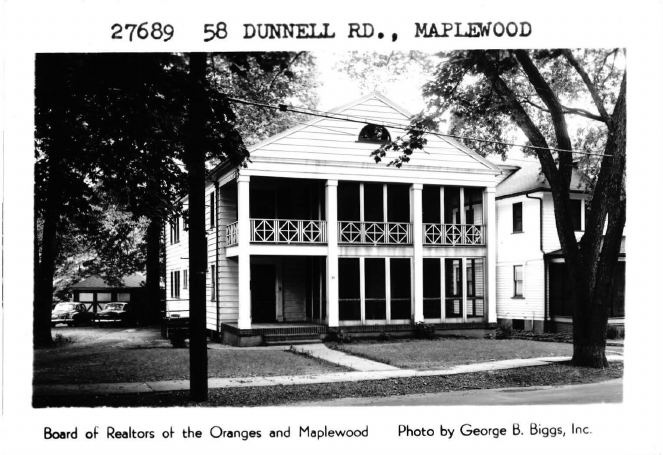 27689 58 DUNNELL RD., MAPLEWOOD
Board of Realtors of the Oranges and Maplewood Photo by George B. Biggs, Inc.